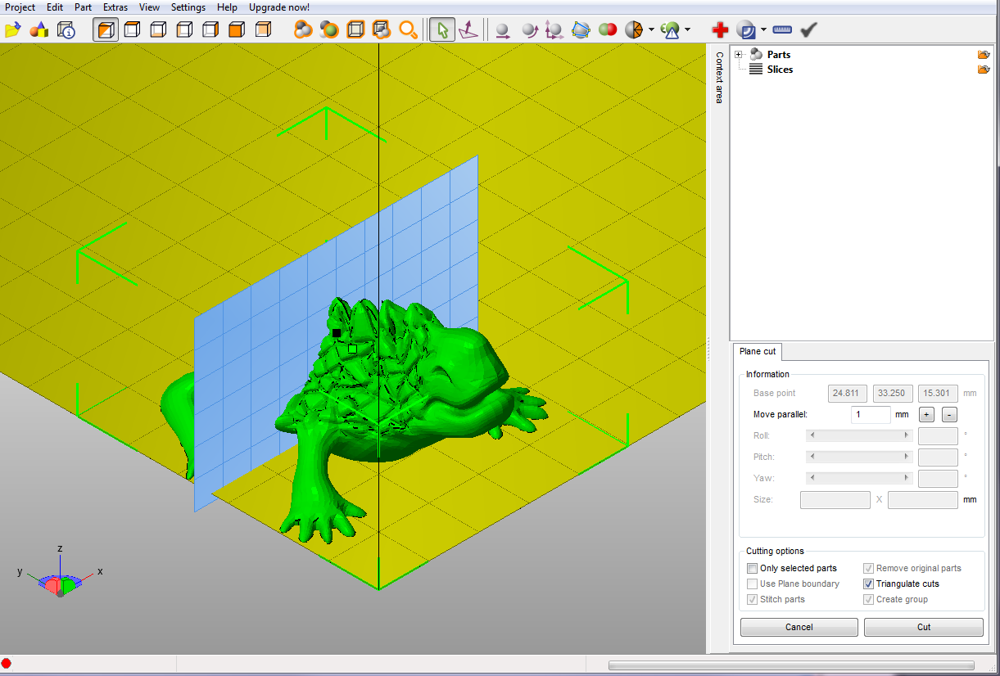 Project Edit Part Extras View Settings Help Upgrade now!
Context area
Parts
Slices
Plane cut
Information
Base point 24.811 33.250 15.301 mm
Move parallel: 1 mm + -
Roll: °
Pitch: °
Yaw: °
Size: X mm
Cutting options
Only selected parts Remove original parts
Use Plane boundary Triangulate cuts
Stitch parts Create group
Cancel Cut
z
y x